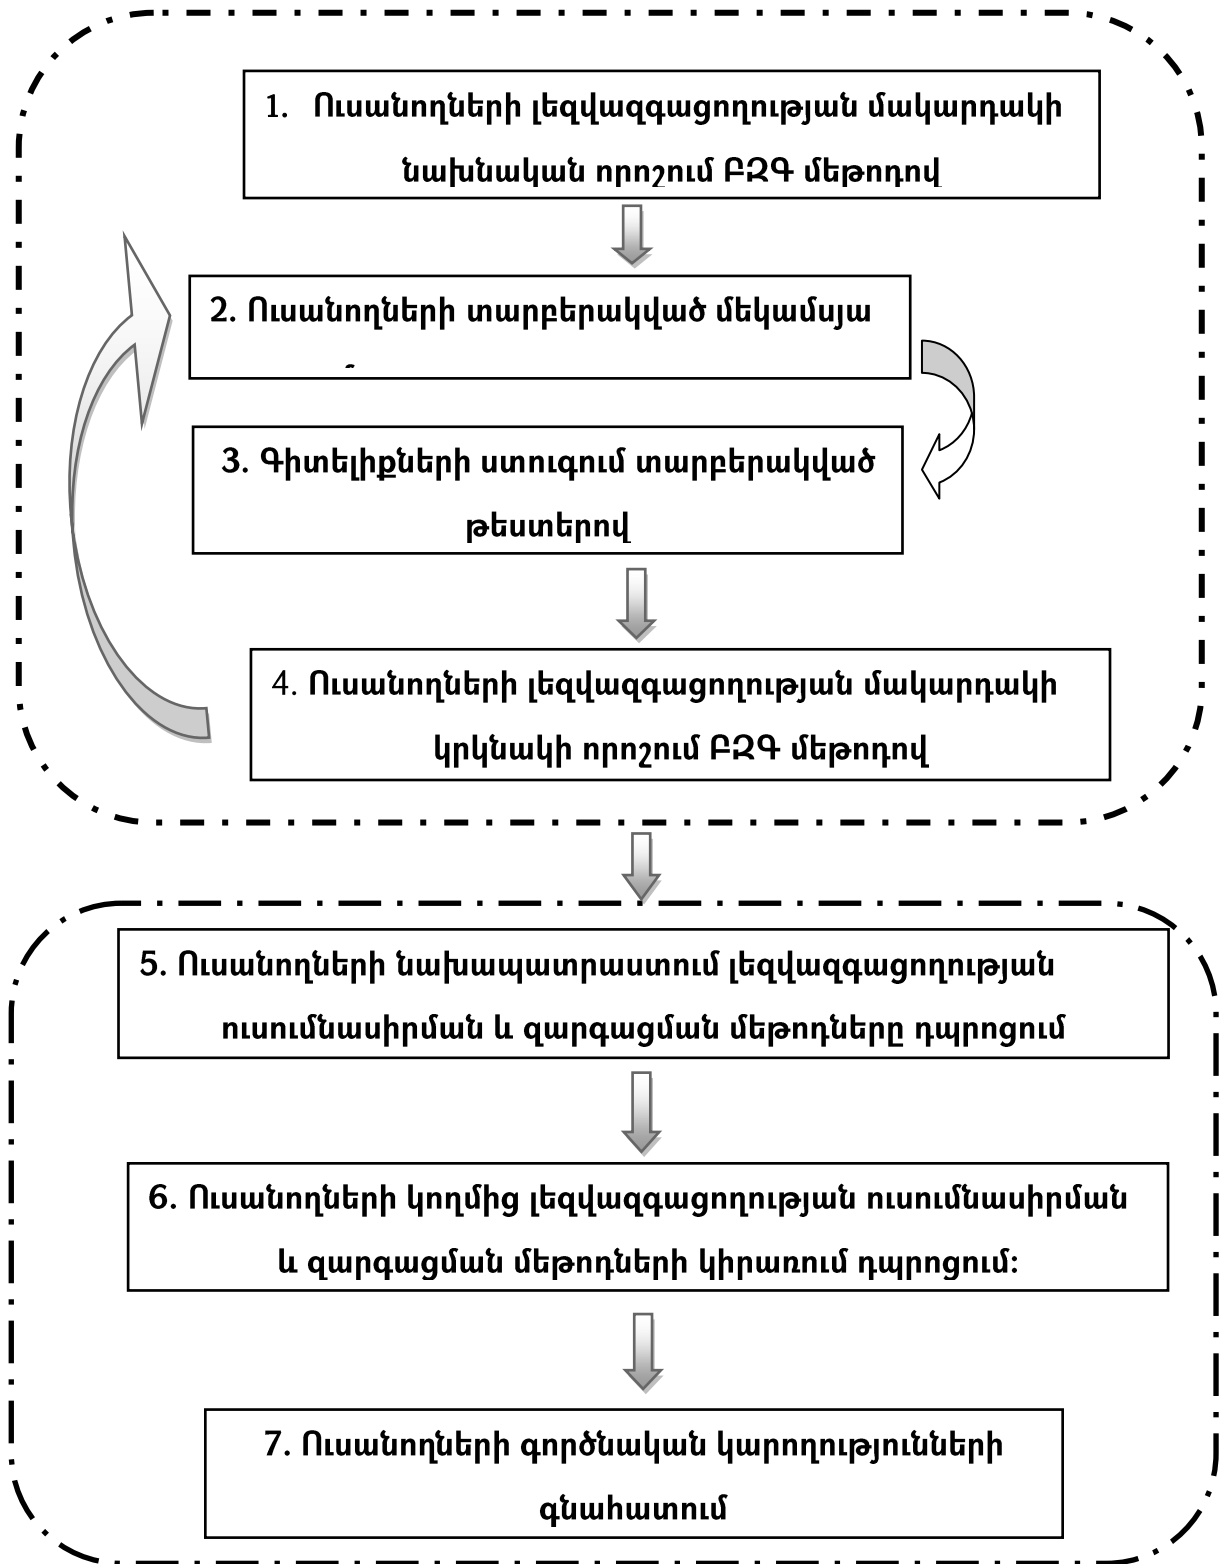 1. Ուսանողների լեզվազգացողության մակարդակի
նախնական որոշում ԲԶԳ մեթոդով
2. Ուսանողների տարբերակված մեկամսյա
3. Գիտելիքների ստուգում տարբերակված
թեստերով
4. Ուսանողների լեզվազգացողության մակարդակի
կրկնակի որոշում ԲԶԳ մեթոդով
5. Ուսանողների նախապատրաստում լեզվազգացողության
ուսումնասիրման և զարգացման մեթոդները դպրոցում
6. Ուսանողների կողմից լեզվազգացողության ուսումնասիրման
և զարգացման մեթոդների կիրառում դպրոցում:
7. Ուսանողների գործնական կարողությունների
գնահատում